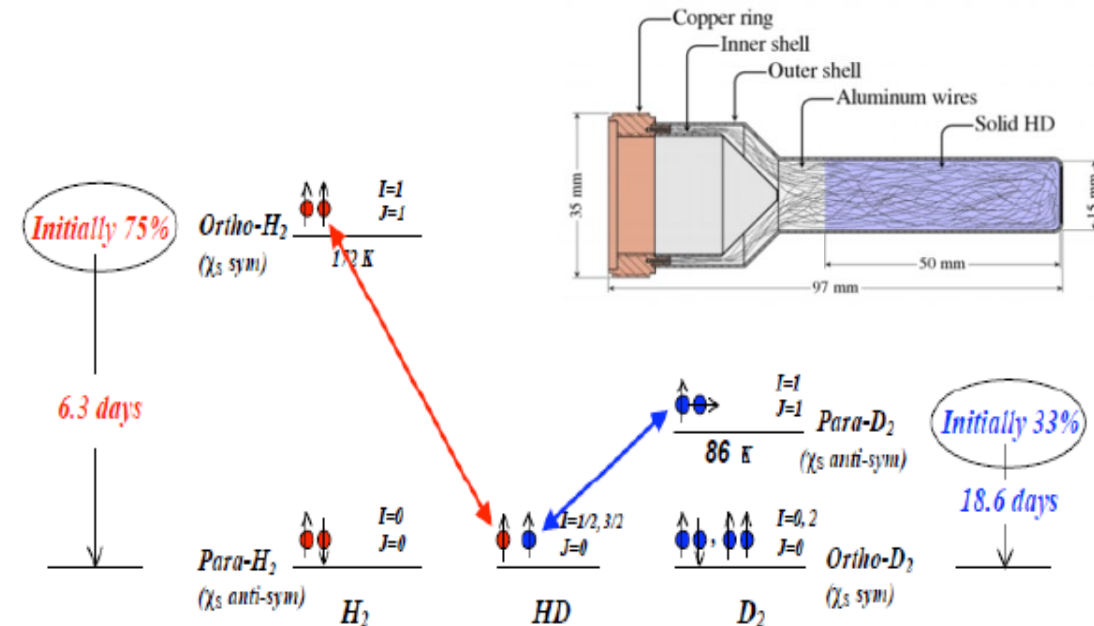 Copper ring
Inner shell
Outer shell
Aluminum wires
Solid HD
35 mm
15 mm
50 mm
97 mm
Initially 75%
Ortho-H₂
(χₛ sym)
I=1
J=1
172 K
6.3 days
I=1
J=1
86 K
Para-D₂
(χₛ anti-sym)
Initially 33%
18.6 days
Para-H₂
(χₛ anti-sym)
I=0
J=0
H₂
I=1/2, 3/2
J=0
HD
,
I=0, 2
J=0
D₂
Ortho-D₂
(χₛ sym)